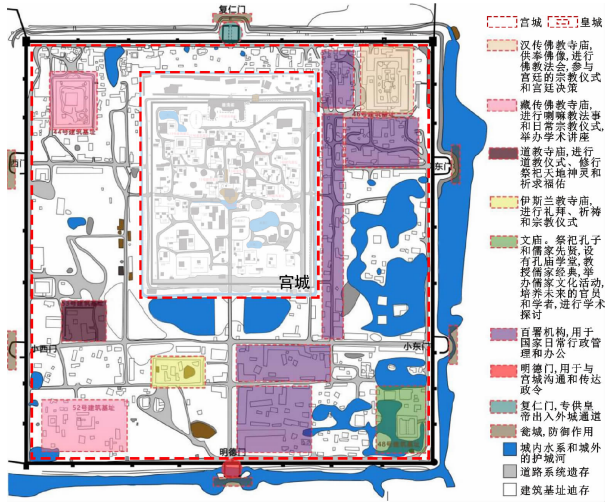 复仁门
44号建筑基址
西门
东门
宫城
小西门
小东门
52号建筑基址
明德门
48号建筑基址
宫城 皇城
汉传佛教寺庙,
供奉佛像,进行
佛教法会,参与
宫廷的宗教仪式
和宫廷决策
藏传佛教寺庙,
进行喇嘛教法事
和日常宗教仪式,
举办学术讲座
道教寺庙,进行
道教仪式、修行
祭祀天地神灵和
祈求福佑
伊斯兰教寺庙,
进行礼拜、祈祷
和宗教仪式
文庙。祭祀孔子
和儒家先贤,设
有孔庙学堂,教
授儒家经典,举
办儒家文化活动,
培养未来的官员
和学者,进行学术
探讨
百署机构,用于
国家日常行政管
理和办公
明德门,用于与
宫城沟通和传达
政令
复仁门,专供皇
帝出入外城通道
瓮城,防御作用
城内水系和城外
的护城河
道路系统遗存
建筑基址迪存